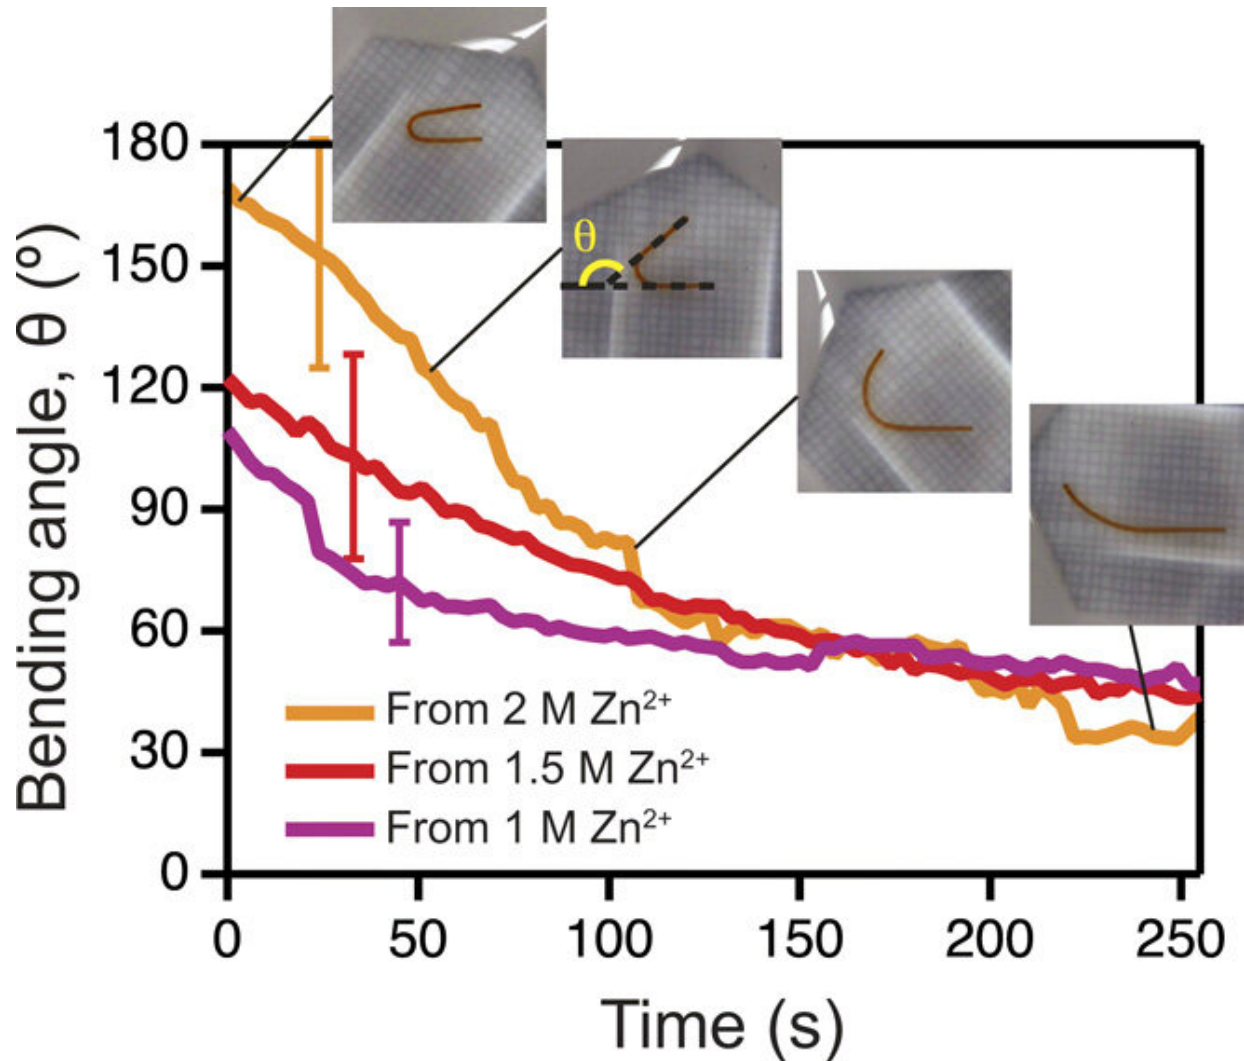 Bending angle, θ (º)
180
150
120
90
60
30
0
θ
From 2 M Zn²⁺
From 1.5 M Zn²⁺
From 1 M Zn²⁺
0 50 100 150 200 250
Time (s)